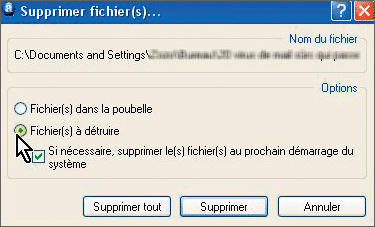 Supprimer fichier(s)...
Nom du fichier
C:\Documents and Settings\
Options
Fichier(s) dans la poubelle
Fichier(s) à détruire
Si nécessaire, supprimer le(s) fichier(s) au prochain démarrage du
système
Supprimer tout
Supprimer
Annuler